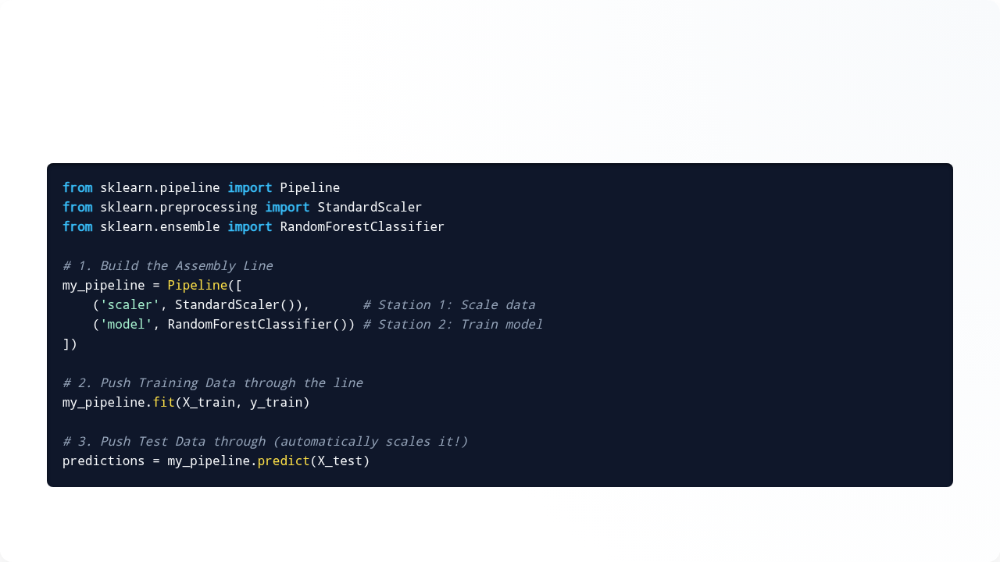 from sklearn.pipeline import Pipeline
from sklearn.preprocessing import StandardScaler
from sklearn.ensemble import RandomForestClassifier

# 1. Build the Assembly Line
my_pipeline = Pipeline([
    ('scaler', StandardScaler()),       # Station 1: Scale data
    ('model', RandomForestClassifier()) # Station 2: Train model
])

# 2. Push Training Data through the line
my_pipeline.fit(X_train, y_train)

# 3. Push Test Data through (automatically scales it!)
predictions = my_pipeline.predict(X_test)